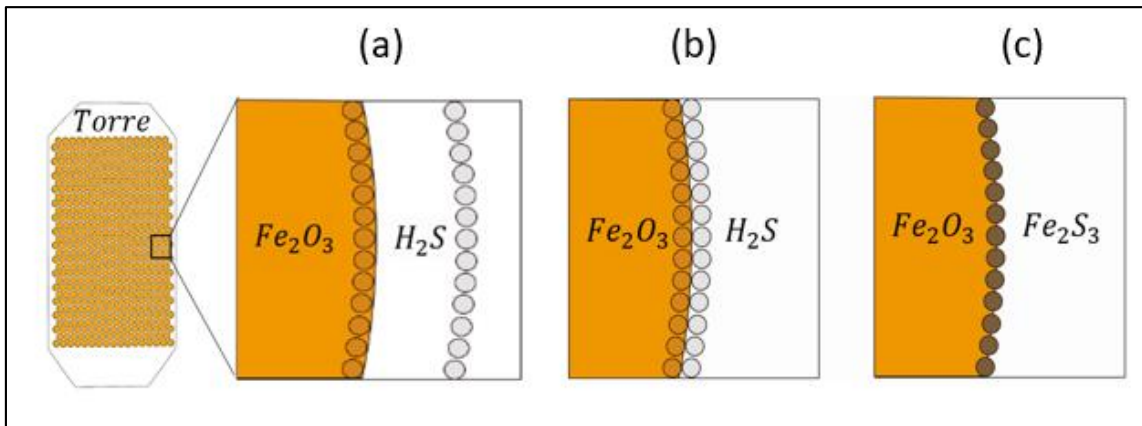 (a)
(b)
(c)
Torre
Fe₂O₃
H₂S
Fe₂O₃
H₂S
Fe₂O₃
Fe₂S₃